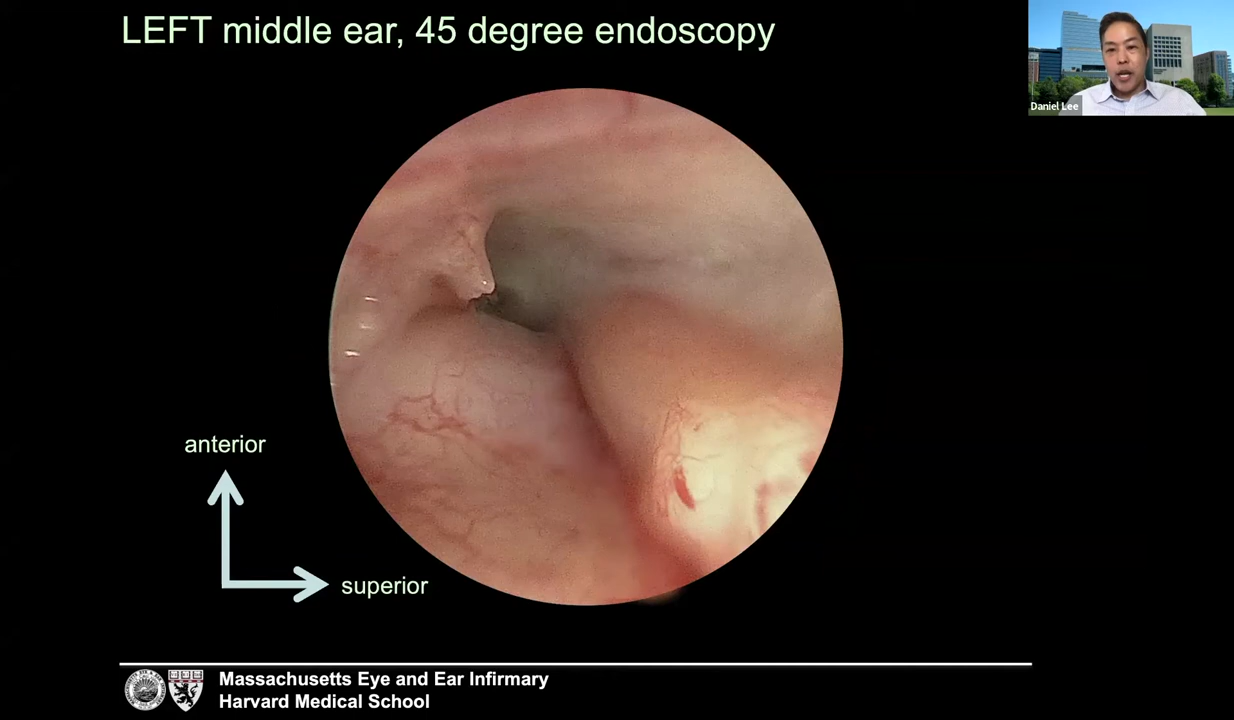 LEFT middle ear, 45 degree endoscopy
Daniel Lee
anterior
superior
Massachusetts Eye and Ear Infirmary
Harvard Medical School